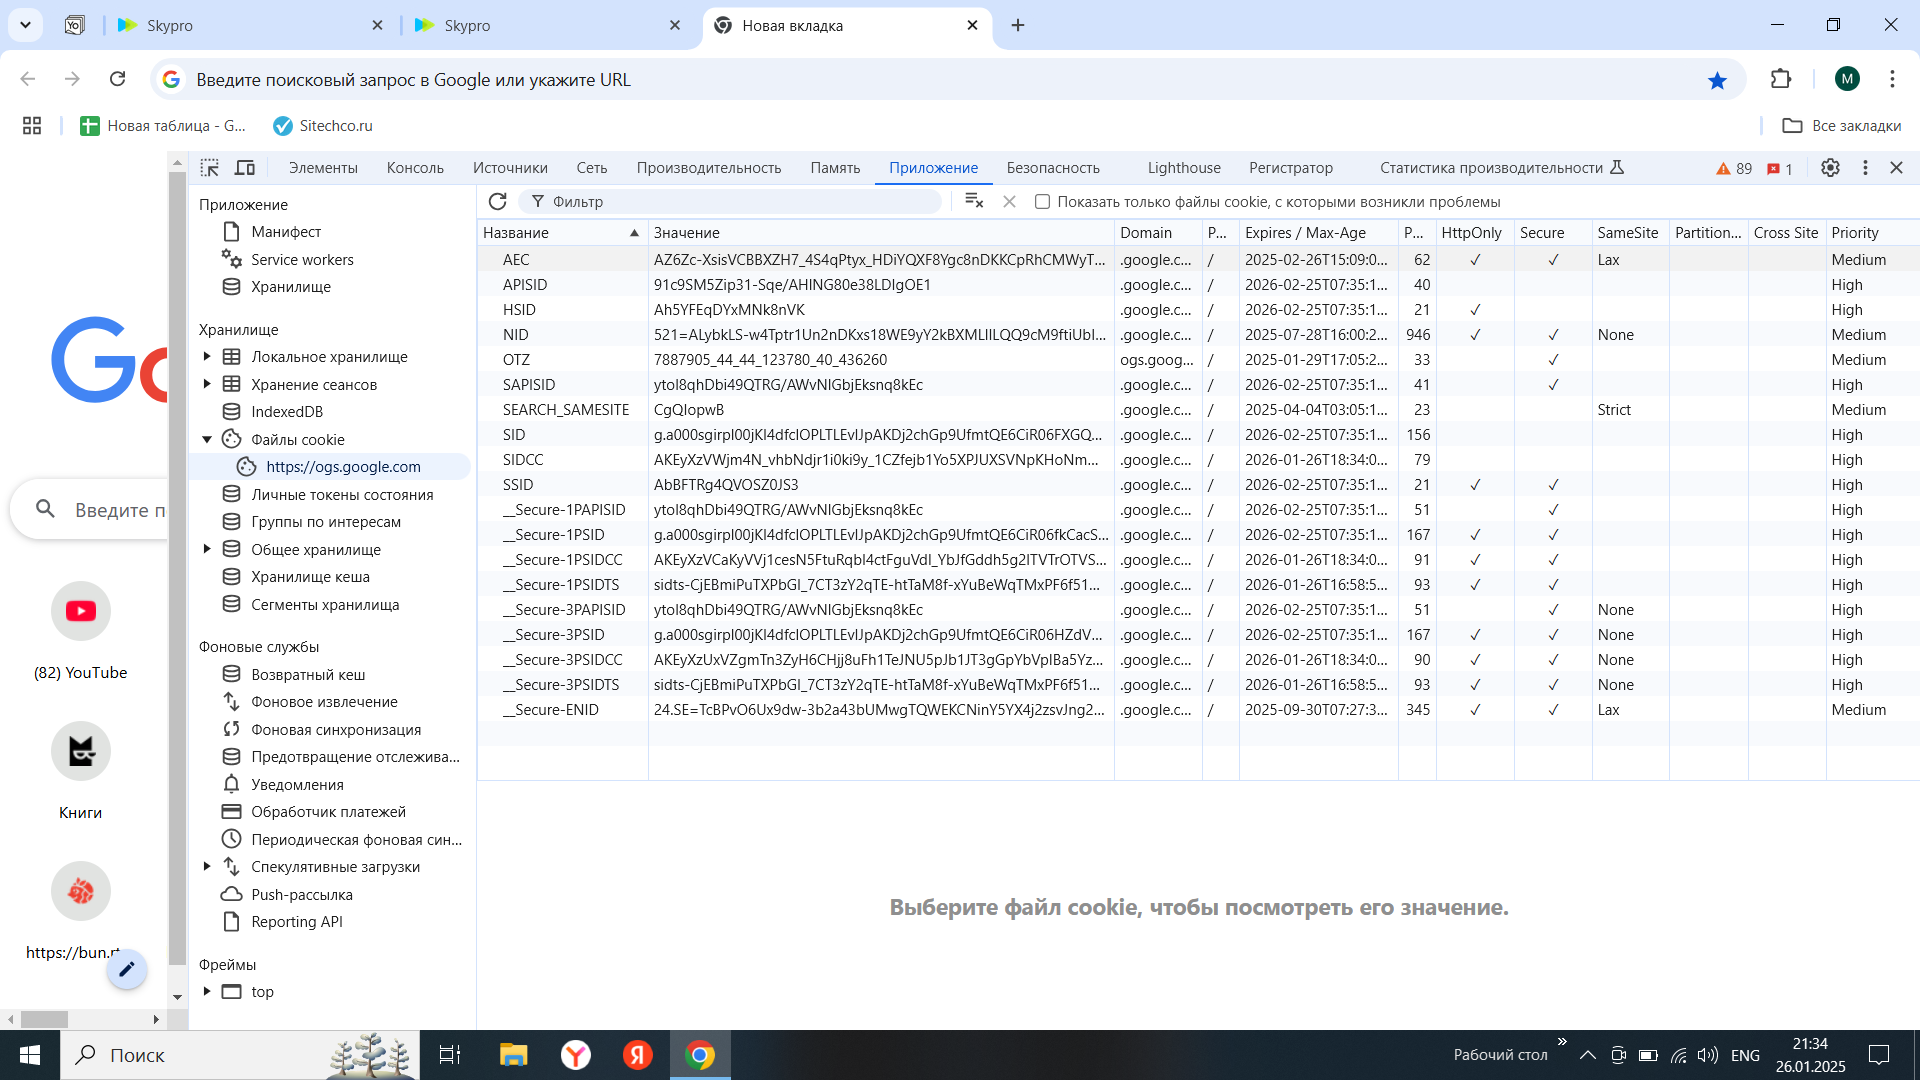 Skypro
Skypro
Новая вкладка
Введите поисковый запрос в Google или укажите URL
M
Новая таблица - G...
Sitechco.ru
Все закладки
Элементы Консоль Источники Сеть Производительность Память Приложение Безопасность Lighthouse Регистратор Статистика производительности 89 1
Фильтр
Показать только файлы cookie, с которыми возникли проблемы
Приложение
Манифест
Service workers
Хранилище
Хранилище
Локальное хранилище
Хранение сеансов
IndexedDB
Файлы cookie
https://ogs.google.com
Личные токены состояния
Группы по интересам
Общее хранилище
Хранилище кеша
Сегменты хранилища
Фоновые службы
Возвратный кеш
Фоновое извлечение
Фоновая синхронизация
Предотвращение отслежива...
Уведомления
Обработчик платежей
Периодическая фоновая син...
Спекулятивные загрузки
Push-рассылка
Reporting API
Фреймы
top
Название Значение Domain P... Expires / Max-Age P... HttpOnly Secure SameSite Partition... Cross Site Priority
AEC AZ6Zc-XsisVCBBXZH7_4S4qPtyx_HDiYQXF8Ygc8nDKKCpRhCMWyT... .google.c... / 2025-02-26T15:09:0... 62 ✓ ✓ Lax Medium
APISID 91c9SM5Zip31-Sqe/AHING80e38LDIgOE1 .google.c... / 2026-02-25T07:35:1... 40 High
HSID Ah5YFEqDYxMNk8nVK .google.c... / 2026-02-25T07:35:1... 21 ✓ High
NID 521=ALybkLS-w4Tptr1Un2nDKxs18WE9yY2kBXMLIILQQ9cM9ftiUbI... .google.c... / 2025-07-28T16:00:2... 946 ✓ ✓ None Medium
OTZ 7887905_44_44_123780_40_436260 ogs.goog... / 2025-01-29T17:05:2... 33 ✓ Medium
SAPISID ytoI8qhDbi49QTRG/AWvNIGbjEksnq8kEc .google.c... / 2026-02-25T07:35:1... 41 ✓ High
SEARCH_SAMESITE CgQIopwB .google.c... / 2025-04-04T03:05:1... 23 Strict Medium
SID g.a000sgirpI00jKI4dfcIOPLTLEvIJpAKDj2chGp9UfmtQE6CiR06FXGQ... .google.c... / 2026-02-25T07:35:1... 156 High
SIDCC AKEyXzVWjm4N_vhbNdjr1i0ki9y_1CZfejb1Yo5XPJUXSVNpKHoNm... .google.c... / 2026-01-26T18:34:0... 79 High
SSID AbBFTRg4QVOSZ0JS3 .google.c... / 2026-02-25T07:35:1... 21 ✓ ✓ High
__Secure-1PAPISID ytoI8qhDbi49QTRG/AWvNIGbjEksnq8kEc .google.c... / 2026-02-25T07:35:1... 51 ✓ High
__Secure-1PSID g.a000sgirpI00jKI4dfcIOPLTLEvIJpAKDj2chGp9UfmtQE6CiR06fkCacS... .google.c... / 2026-02-25T07:35:1... 167 ✓ ✓ High
__Secure-1PSIDCC AKEyXzVCaKyVVj1cesN5FtuRqbI4ctFguVdI_YbJfGddh5g2ITVTrOTVS... .google.c... / 2026-01-26T18:34:0... 91 ✓ ✓ High
__Secure-1PSIDTS sidts-CjEBmiPuTXPbGI_7CT3zY2qTE-htTaM8f-xYuBeWqTMxPF6f51... .google.c... / 2026-01-26T16:58:5... 93 ✓ ✓ High
__Secure-3PAPISID ytoI8qhDbi49QTRG/AWvNIGbjEksnq8kEc .google.c... / 2026-02-25T07:35:1... 51 ✓ None High
__Secure-3PSID g.a000sgirpI00jKI4dfcIOPLTLEvIJpAKDj2chGp9UfmtQE6CiR06HZdV... .google.c... / 2026-02-25T07:35:1... 167 ✓ ✓ None High
__Secure-3PSIDCC AKEyXzUxVZgmTn3ZyH6CHjj8uFh1TeJNU5pJb1JT3gGpYbVpIBa5Yz... .google.c... / 2026-01-26T18:34:0... 90 ✓ ✓ None High
__Secure-3PSIDTS sidts-CjEBmiPuTXPbGI_7CT3zY2qTE-htTaM8f-xYuBeWqTMxPF6f51... .google.c... / 2026-01-26T16:58:5... 93 ✓ ✓ None High
__Secure-ENID 24.SE=TcBPvO6Ux9dw-3b2a43bUMwgTQWEKCNinY5YX4j2zsvJng2... .google.c... / 2025-09-30T07:27:3... 345 ✓ ✓ Lax Medium
Выберите файл cookie, чтобы посмотреть его значение.
Go
Введите п
(82) YouTube
Книги
https://bun.rt
Поиск
Y
Я
Рабочий стол
ENG
21:34
26.01.2025